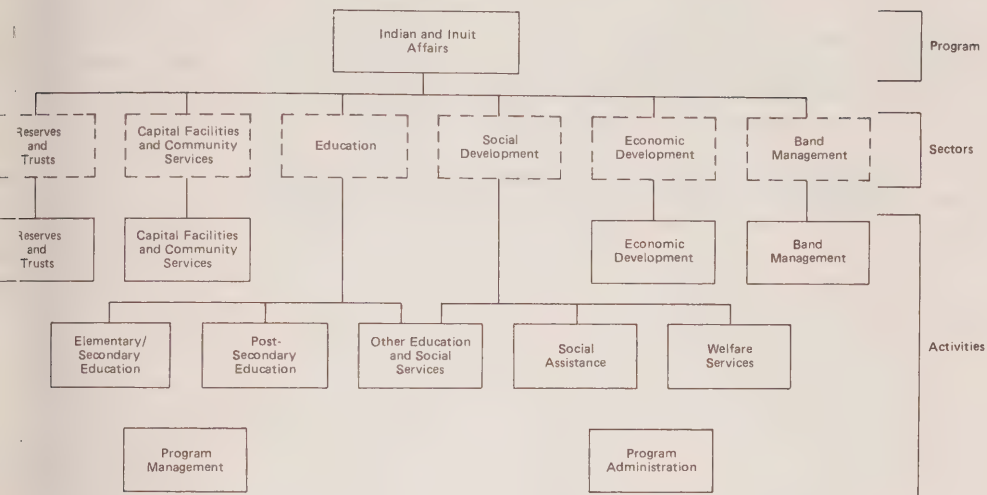 Indian and Inuit
Affairs
Program
Reserves
and
Trusts
Capital Facilities
and Community
Services
Education
Social
Development
Economic
Development
Band
Management
Sectors
Reserves
and
Trusts
Capital Facilities
and Community
Services
Economic
Development
Band
Management
Elementary/
Secondary
Education
Post-
Secondary
Education
Other Education
and Social
Services
Social
Assistance
Welfare
Services
Activities
Program
Management
Program
Administration